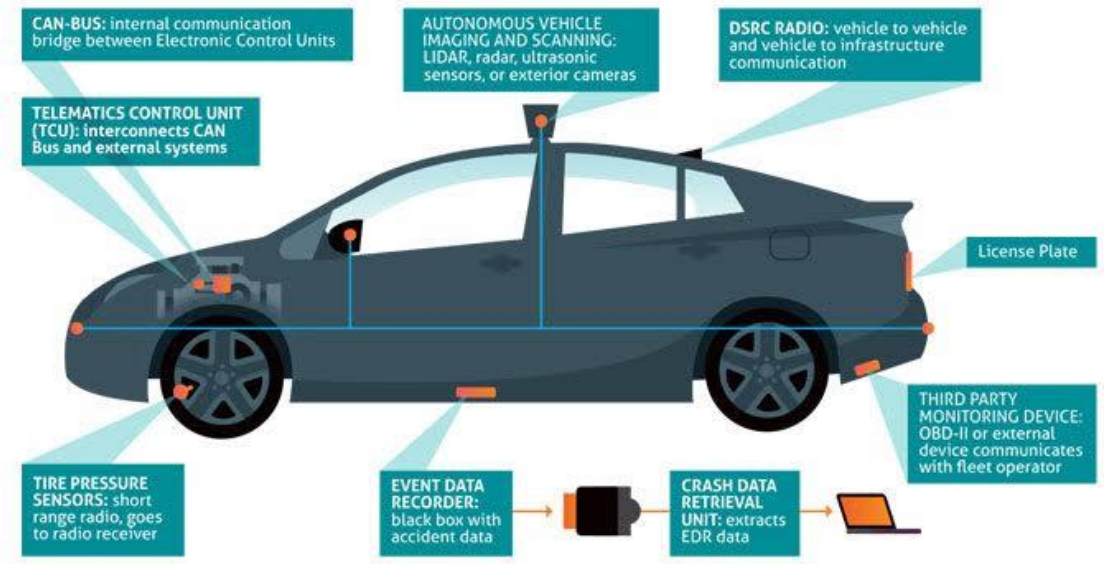 CAN-BUS: internal communication
bridge between Electronic Control Units
AUTONOMOUS VEHICLE
IMAGING AND SCANNING:
LIDAR, radar, ultrasonic
sensors, or exterior cameras
DSRC RADIO: vehicle to vehicle
and vehicle to infrastructure
communication
TELEMATICS CONTROL UNIT
(TCU): interconnects CAN
Bus and external systems
License Plate
THIRD PARTY
MONITORING DEVICE:
OBD-II or external
device communicates
with fleet operator
TIRE PRESSURE
SENSORS: short
range radio, goes
to radio receiver
EVENT DATA
RECORDER:
black box with
accident data
CRASH DATA
RETRIEVAL
UNIT: extracts
EDR data